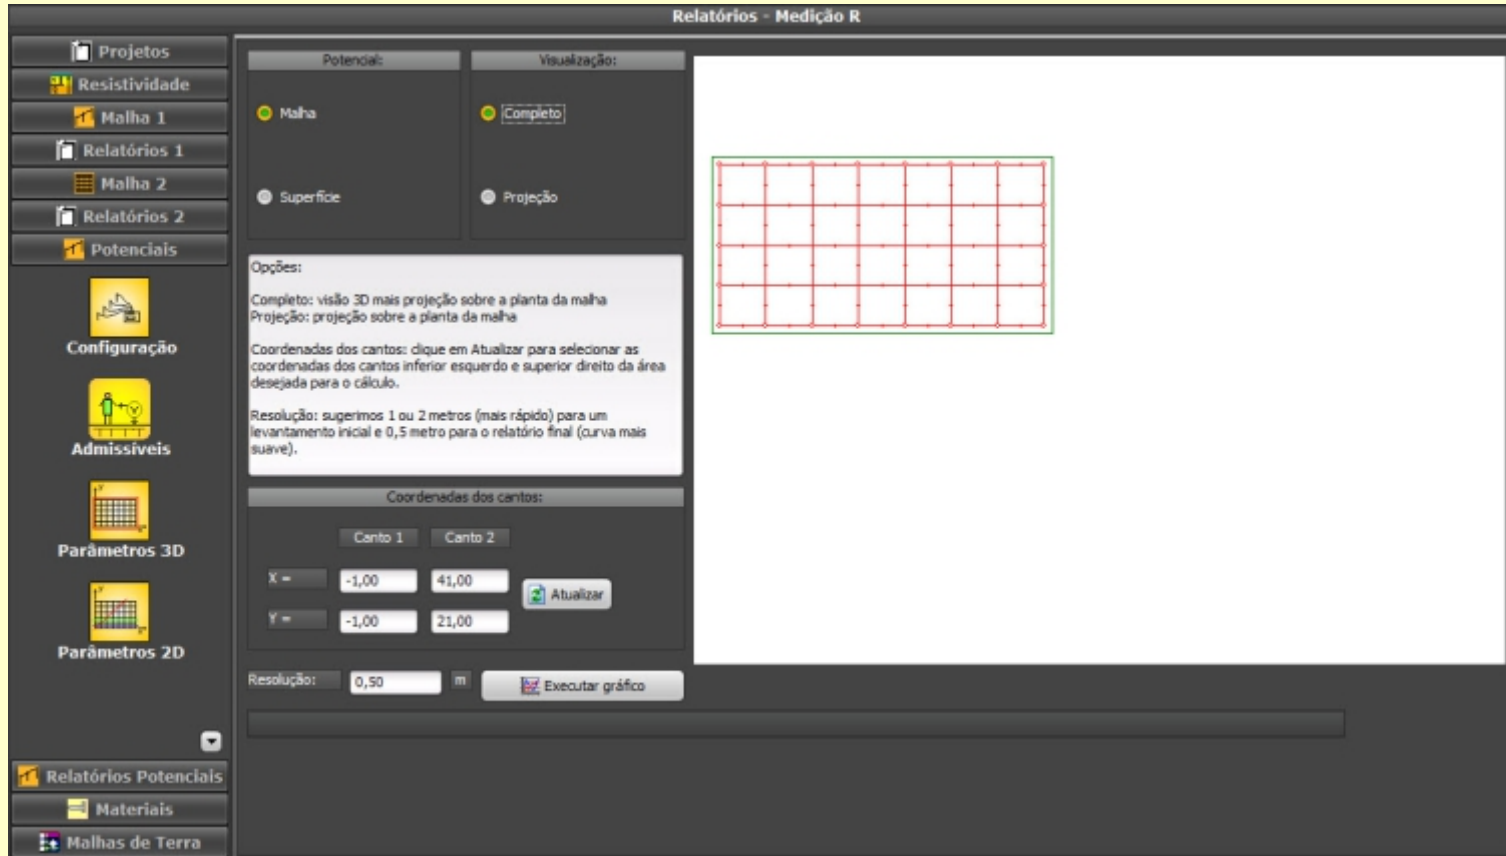 Relatórios - Medição R
Projetos
Resistividade
Malha 1
Relatórios 1
Malha 2
Relatórios 2
Potenciais
Configuração
Admissíveis
Parâmetros 3D
Parâmetros 2D
Relatórios Potenciais
Materiais
Malhas de Terra
Potencial:
Malha
Superfície
Visualização:
Completo
Projeção
Opções:
Completo: visão 3D mais projeção sobre a planta da malha
Projeção: projeção sobre a planta da malha
Coordenadas dos cantos: clique em Atualizar para selecionar as
coordenadas dos cantos inferior esquerdo e superior direito da área
desejada para o cálculo.
Resolução: sugerimos 1 ou 2 metros (mais rápido) para um
levantamento inicial e 0,5 metro para o relatório final (curva mais
suave).
Coordenadas dos cantos:
Canto 1 Canto 2
X = -1,00 41,00
Atualizar
Y = -1,00 21,00
Resolução: 0,50 m Executar gráfico